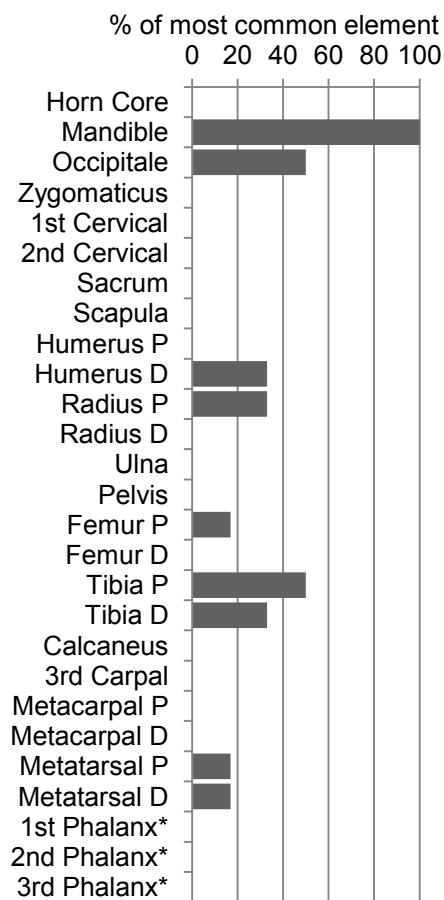 % of most common element
0 20 40 60 80 100
Horn Core
Mandible
Occipitale
Zygomaticus
1st Cervical
2nd Cervical
Sacrum
Scapula
Humerus P
Humerus D
Radius P
Radius D
Ulna
Pelvis
Femur P
Femur D
Tibia P
Tibia D
Calcaneus
3rd Carpal
Metacarpal P
Metacarpal D
Metatarsal P
Metatarsal D
1st Phalanx*
2nd Phalanx*
3rd Phalanx*